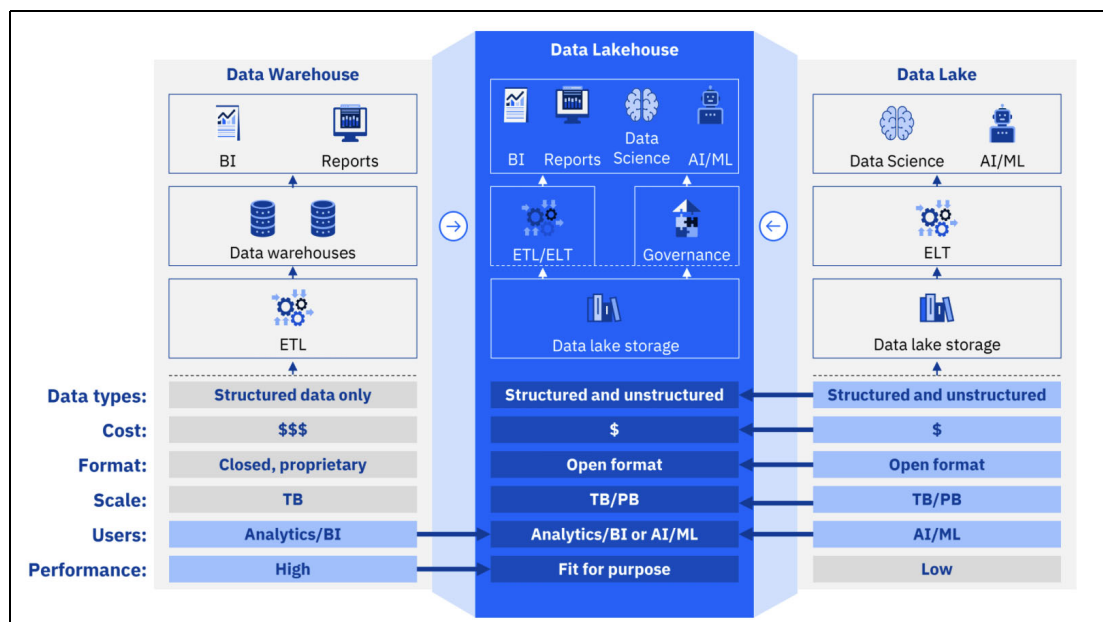 Data Lakehouse
Data Warehouse
Data Lake
BI
Reports
BI
Reports
Data
Science
AI/ML
Data Science
AI/ML
Data warehouses
ETL/ELT
Governance
ELT
ETL
Data lake storage
Data lake storage
Data types:
Structured data only
Structured and unstructured
Structured and unstructured
Cost:
$$$
$
$
Format:
Closed, proprietary
Open format
Open format
Scale:
TB
TB/PB
TB/PB
Users:
Analytics/BI
Analytics/BI or AI/ML
AI/ML
Performance:
High
Fit for purpose
Low